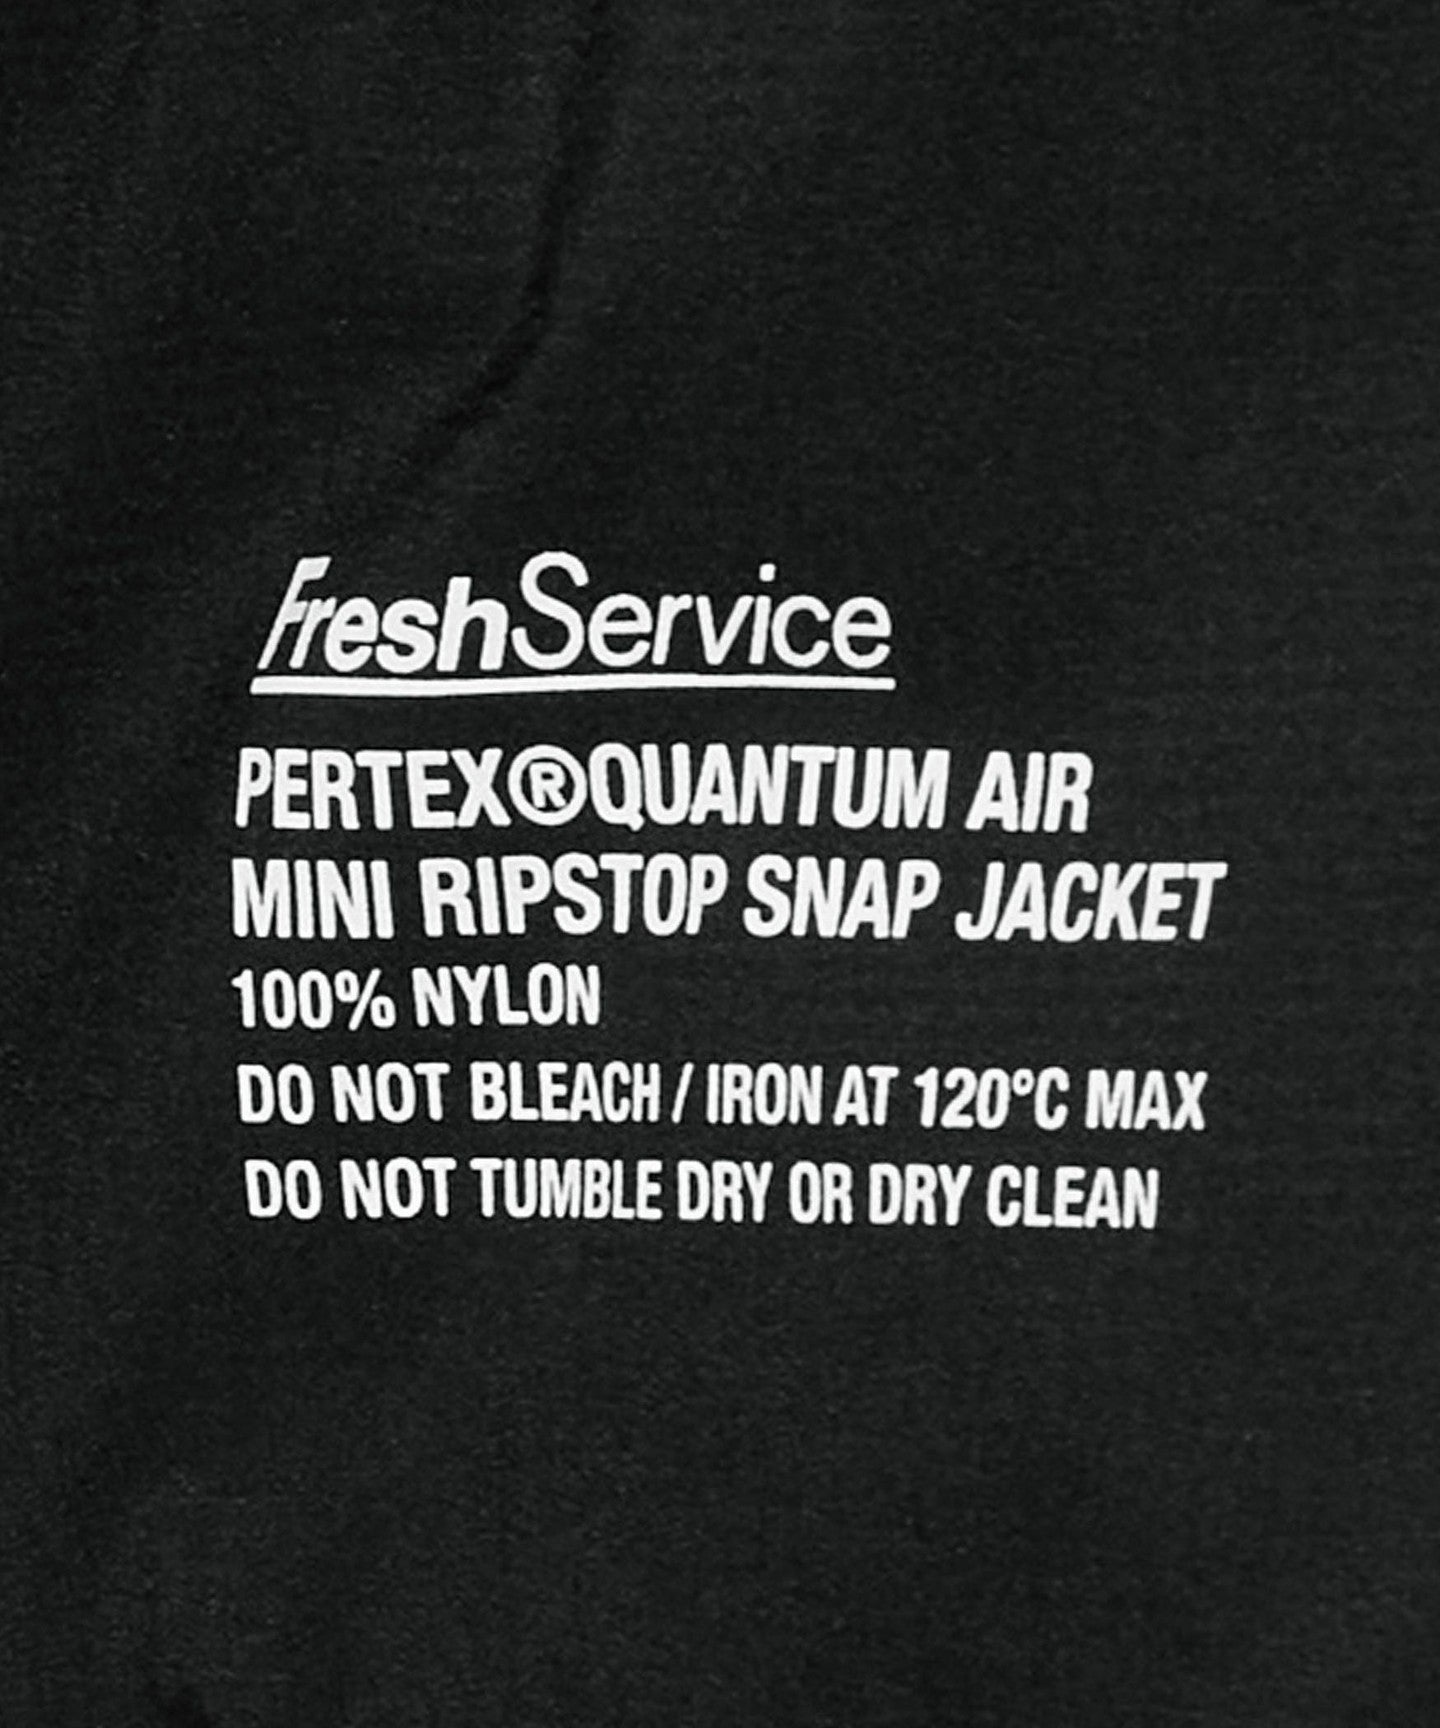 FreshService
PERTEX®QUANTUM AIR
MINI RIPSTOP SNAP JACKET
100% NYLON
DO NOT BLEACH / IRON AT 120°C MAX
DO NOT TUMBLE DRY OR DRY CLEAN